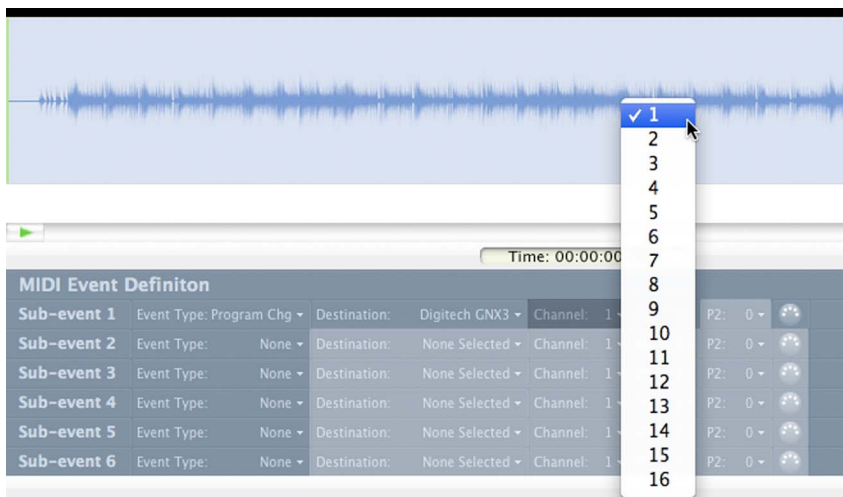 ✓ 1
2
3
4
5
6
7
8
9
10
11
12
13
14
15
16
Time: 00:00:00
MIDI Event Definiton
Sub-event 1 Event Type: Program Chg Destination: Digitech GNX3 Channel: 1 P2: 0
Sub-event 2 Event Type: None Destination: None Selected Channel: 1 P2: 0
Sub-event 3 Event Type: None Destination: None Selected Channel: 1 P2: 0
Sub-event 4 Event Type: None Destination: None Selected Channel: 1 P2: 0
Sub-event 5 Event Type: None Destination: None Selected Channel: 1 P2: 0
Sub-event 6 Event Type: None Destination: None Selected Channel: 1 P2: 0